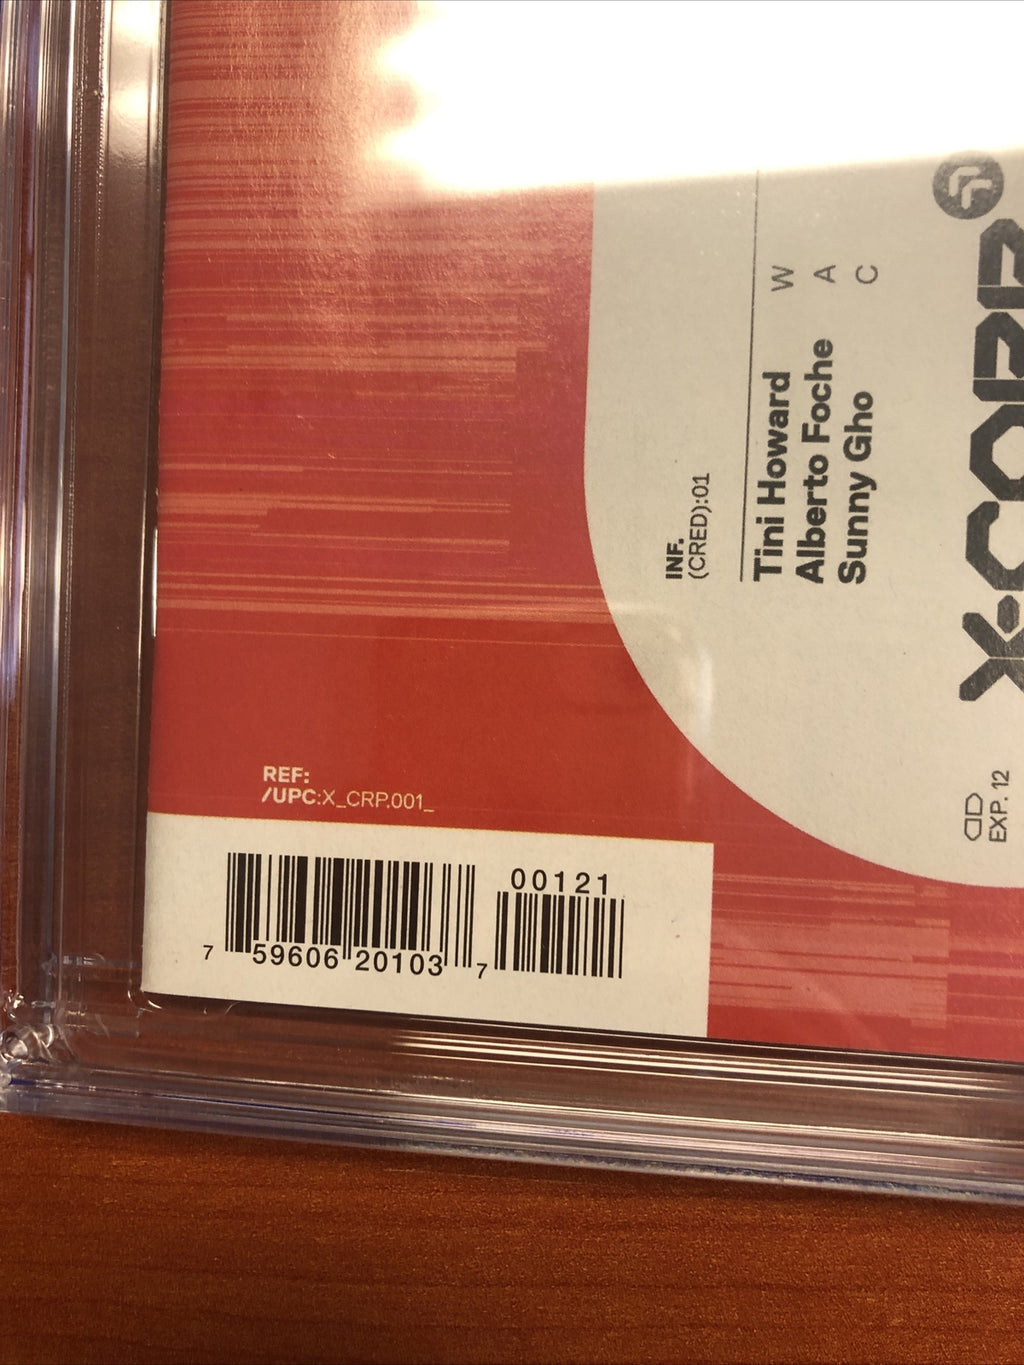 REF:
/UPC:X_CRP.001_
00121
7 59606 20103 7
INF.
(CRED):01
Tini Howard W
Alberto Foche A
Sunny Gho C
X-CORP
EXP. 12